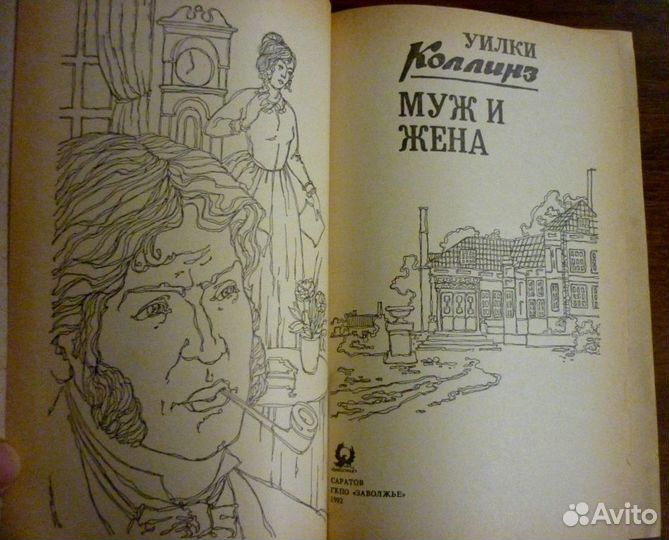 УИЛКИ
Коллинз
МУЖ И
ЖЕНА
САРАТОВ
ГКПО «ЗАВОЛЖЬЕ»
1992
Avito